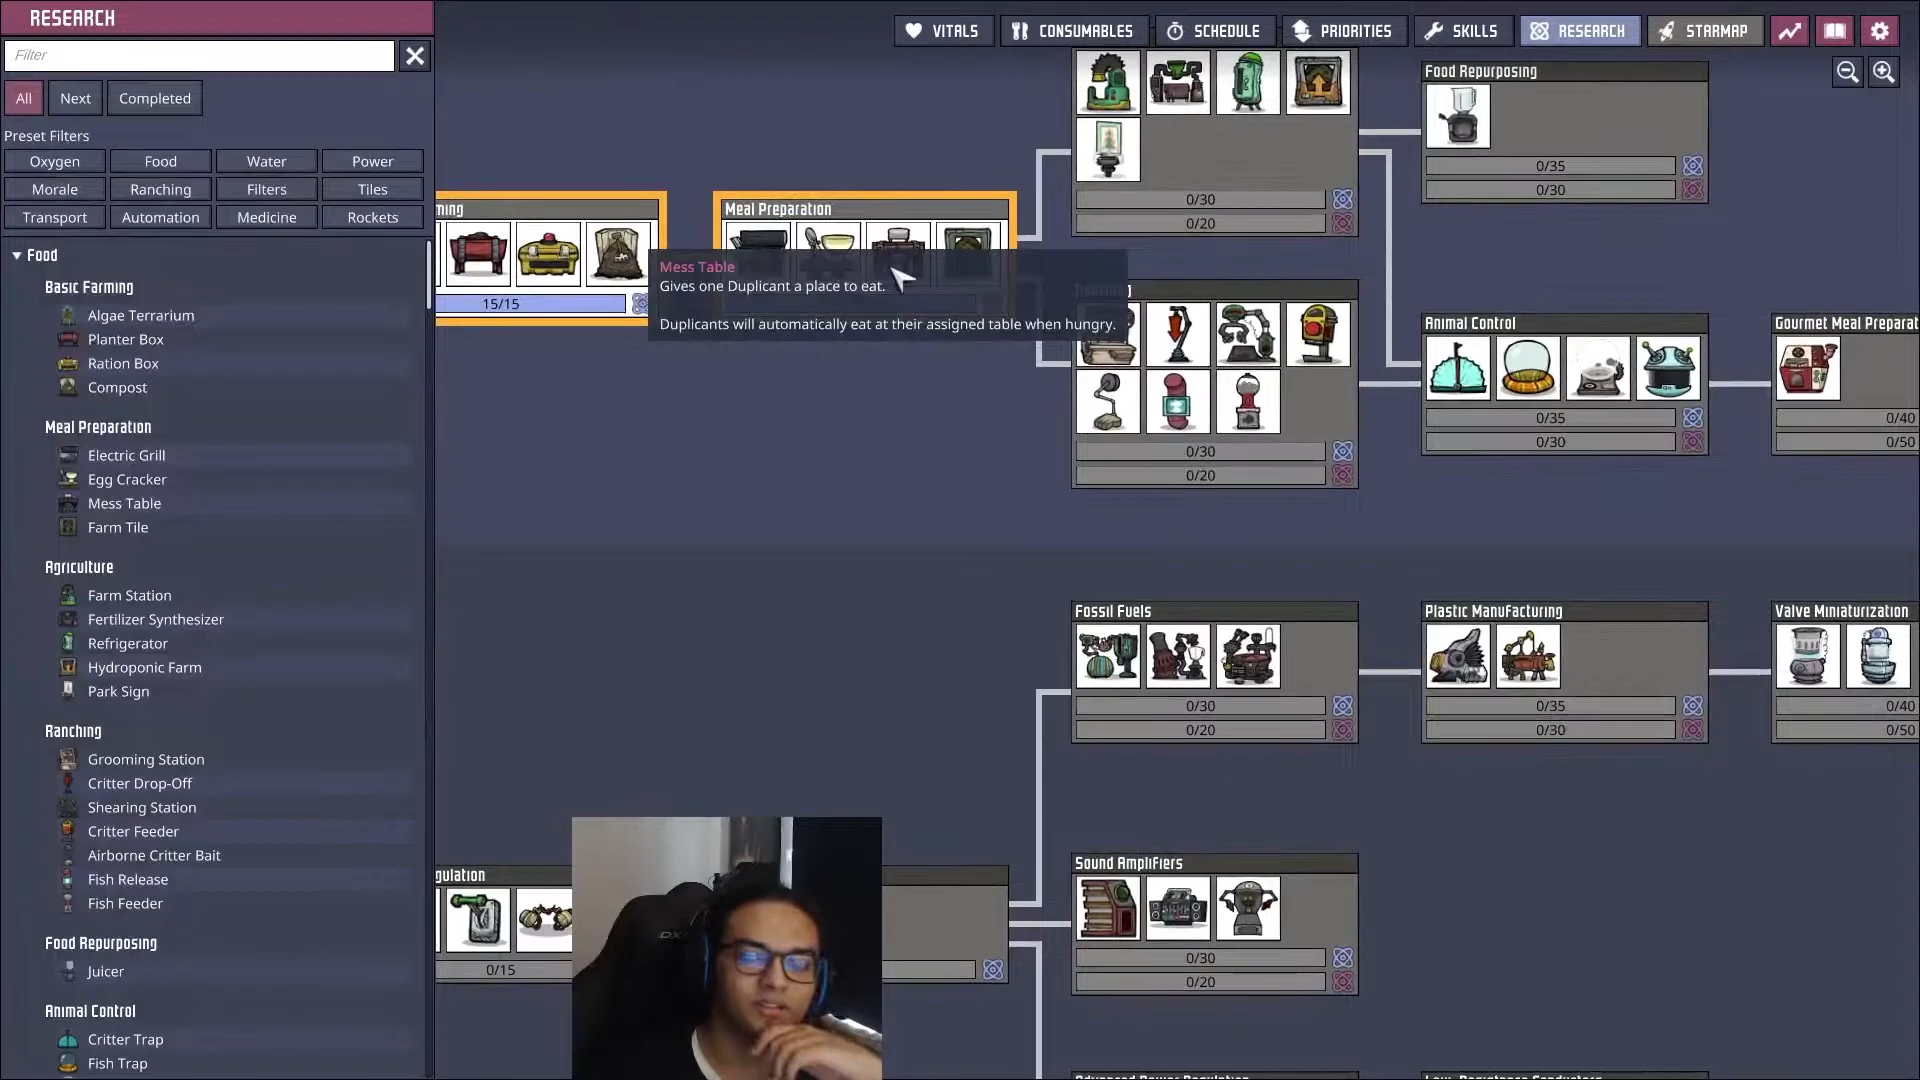 RESEARCH
VITALS
CONSUMABLES
SCHEDULE
PRIORITIES
SKILLS
RESEARCH
STARMAP
Filter
All
Next
Completed
Preset Filters
Oxygen
Food
Water
Power
Morale
Ranching
Filters
Tiles
Transport
Automation
Medicine
Rockets
Food
Basic Farming
Algae Terrarium
Planter Box
Ration Box
Compost
Meal Preparation
Electric Grill
Egg Cracker
Mess Table
Farm Tile
Agriculture
Farm Station
Fertilizer Synthesizer
Refrigerator
Hydroponic Farm
Park Sign
Ranching
Grooming Station
Critter Drop-Off
Shearing Station
Critter Feeder
Airborne Critter Bait
Fish Release
Fish Feeder
Food Repurposing
Juicer
Animal Control
Critter Trap
Fish Trap
ming
15/15
Meal Preparation
Mess Table
Gives one Duplicant a place to eat.
Duplicants will automatically eat at their assigned table when hungry.
0/30
0/20
Food Repurposing
0/35
0/30
0/30
0/20
Animal Control
0/35
0/30
Gourmet Meal Preparat
0/40
0/50
Fossil Fuels
0/30
0/20
Plastic Manufacturing
0/35
0/30
Valve Miniaturization
0/40
0/50
gulation
0/15
Sound Amplifiers
0/30
0/20